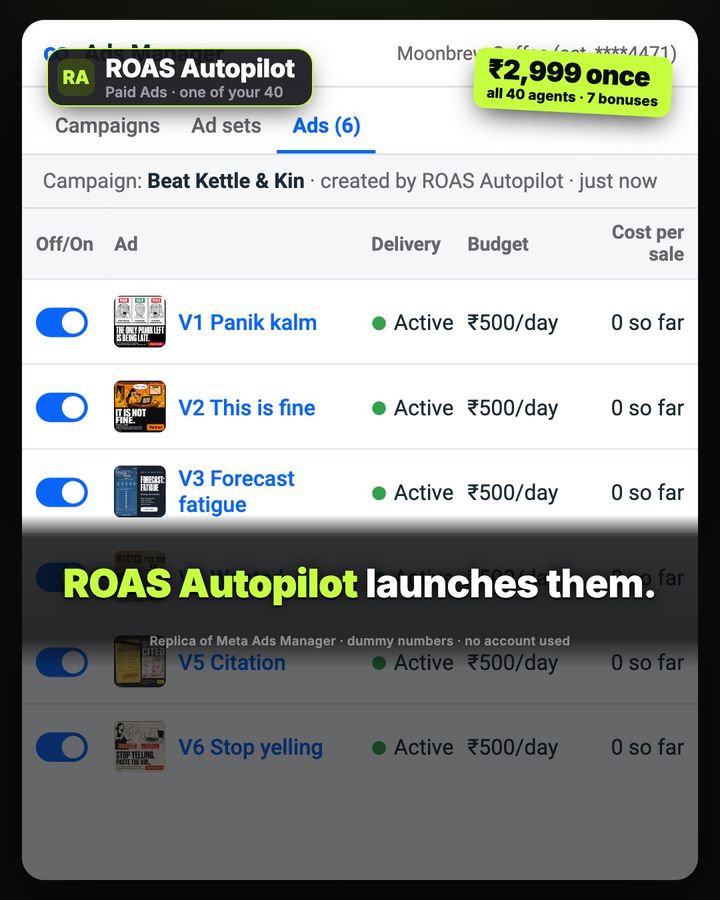 Ads Manager
Moonbrew Coffee (act_****4471)
RA
ROAS Autopilot
Paid Ads · one of your 40
₹2,999 once
all 40 agents · 7 bonuses
Campaigns
Ad sets
Ads (6)
Campaign: Beat Kettle & Kin · created by ROAS Autopilot · just now
Off/On Ad Delivery Budget Cost per sale
THE ONLY PANIK LEFT
IS BEING LATE.
V1 Panik kalm Active ₹500/day 0 so far
IT IS NOT
FINE.
V2 This is fine Active ₹500/day 0 so far
FORECAST:
FATIGUE
V3 Forecast fatigue Active ₹500/day 0 so far
ROAS Autopilot launches them.
Replica of Meta Ads Manager · dummy numbers · no account used
CITED
V5 Citation Active ₹500/day 0 so far
STOP YELLING.
PASTE THE URL.
V6 Stop yelling Active ₹500/day 0 so far